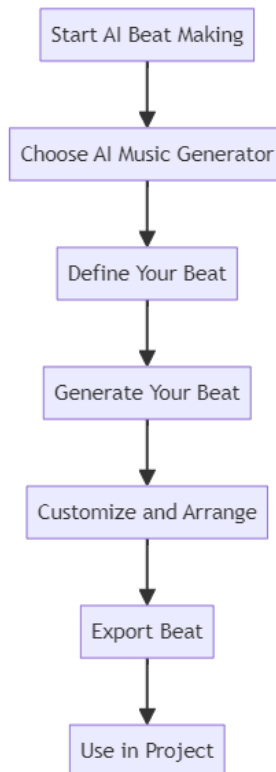 Start AI Beat Making
Choose AI Music Generator
Define Your Beat
Generate Your Beat
Customize and Arrange
Export Beat
Use in Project